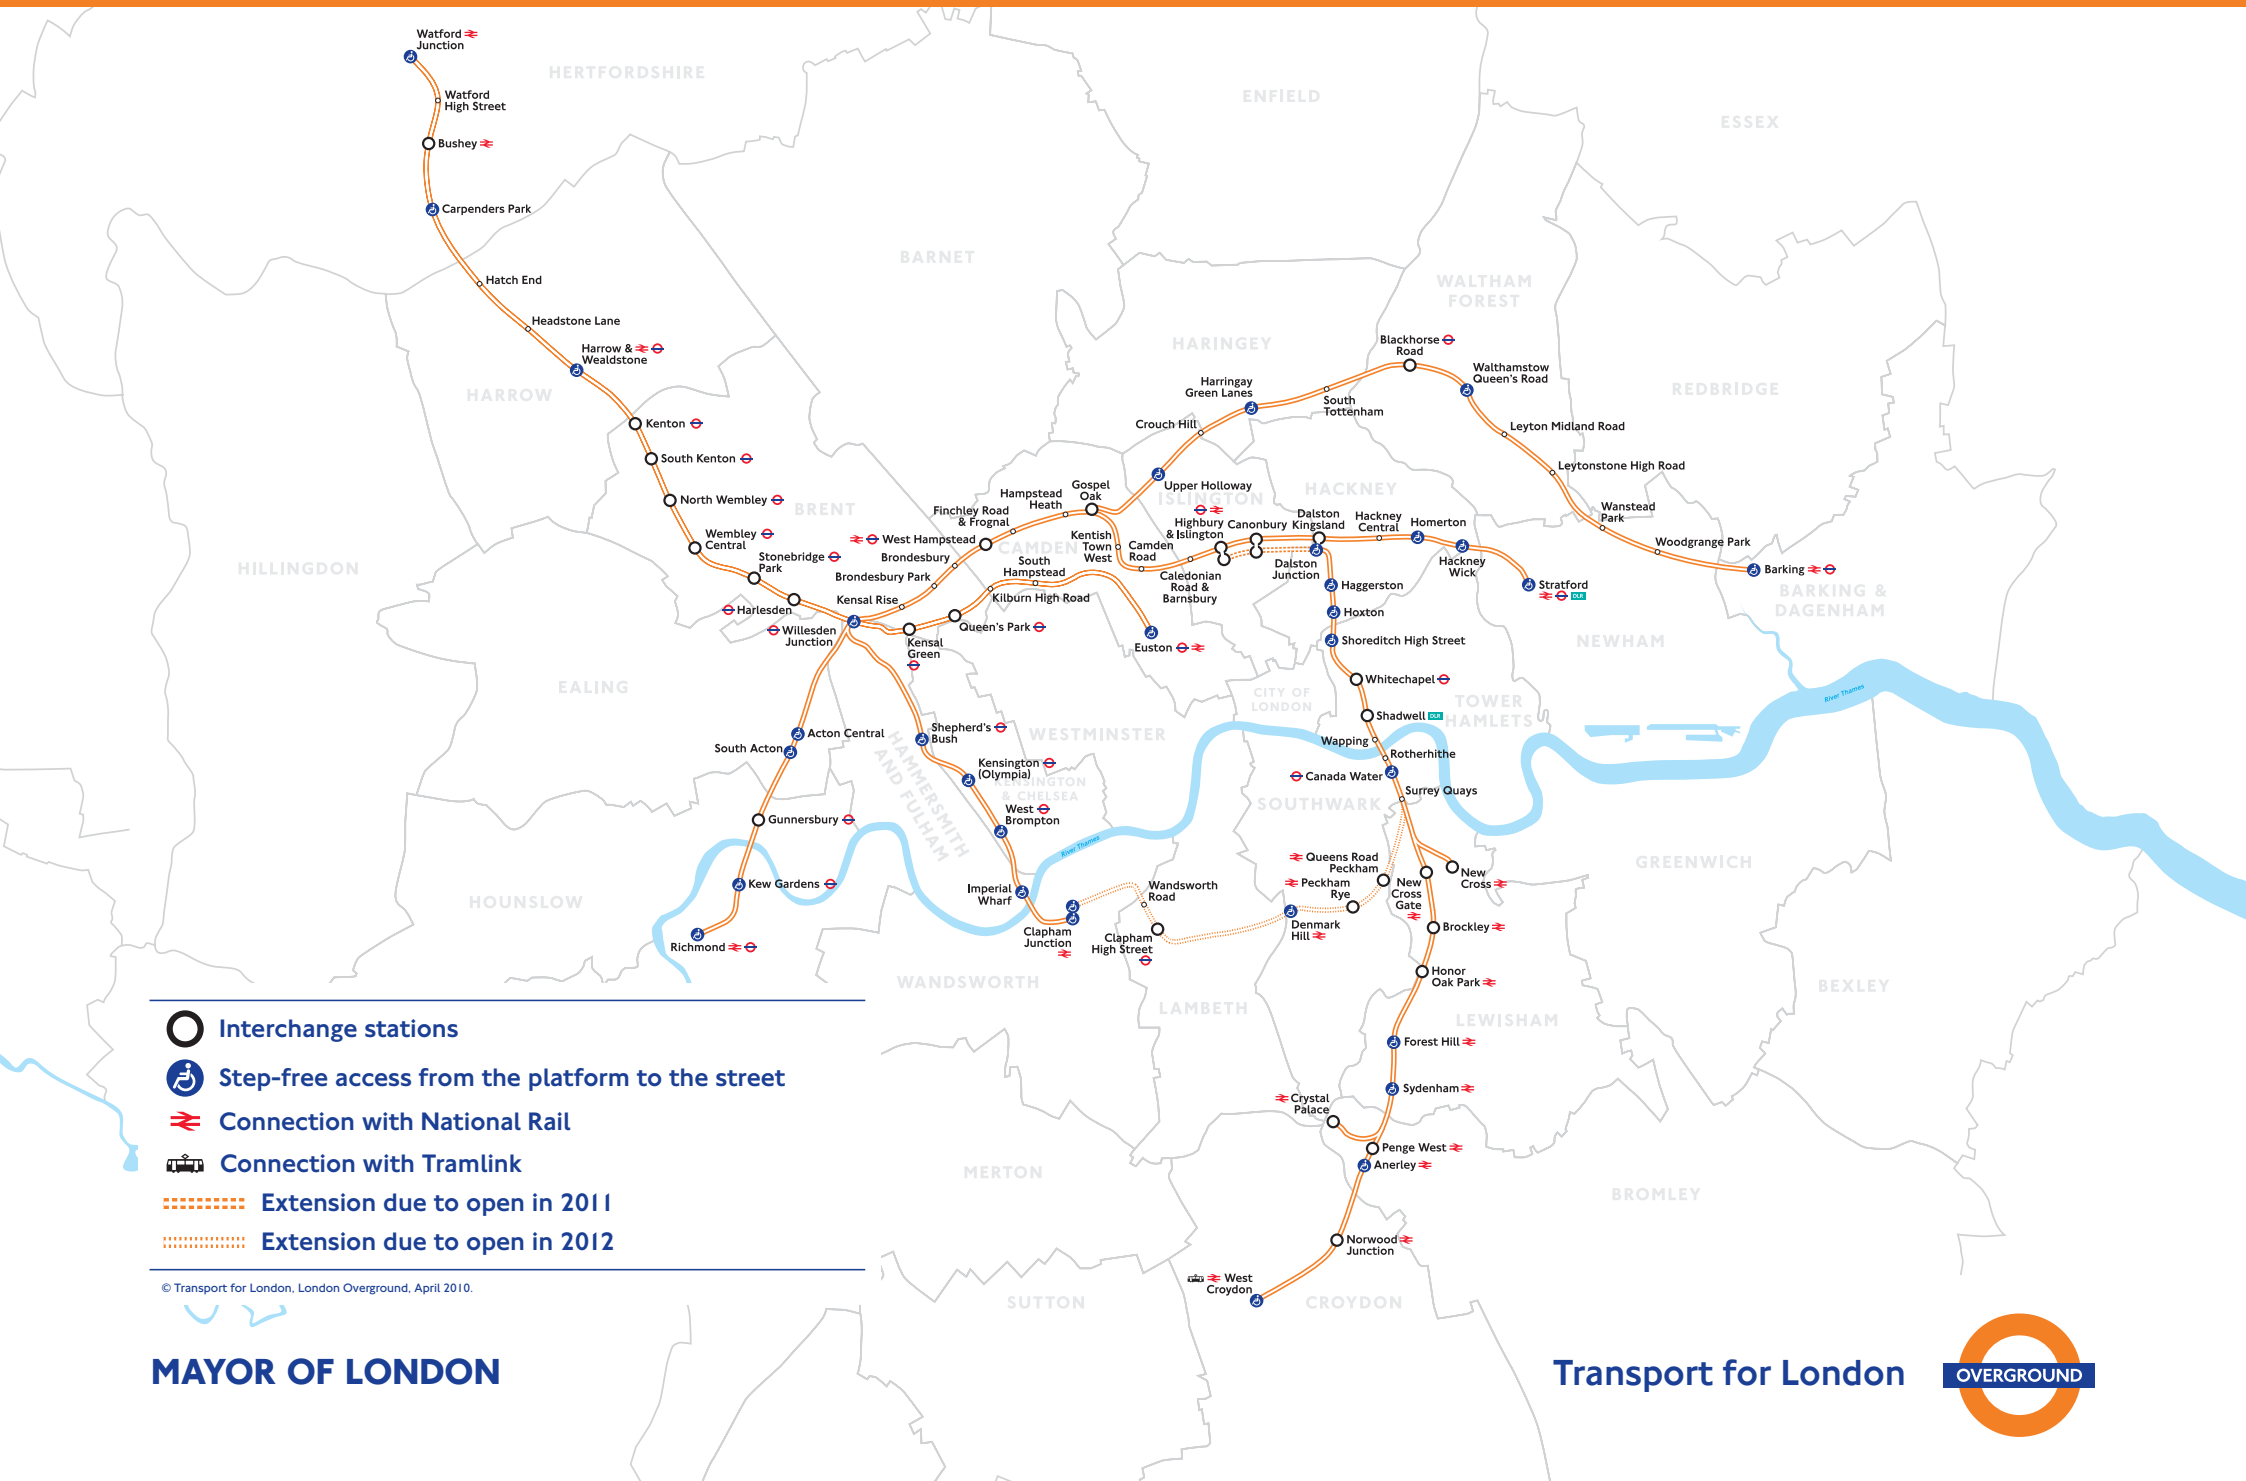 Watford
Junction
HERTFORDSHIRE
Watford
High Street
ENFIELD
ESSEX
Bushey
Carpenders Park
BARNET
Hatch End
WALTHAM
FOREST
Headstone Lane
Harrow &
Wealdstone
HARINGEY
Blackhorse
Road
Walthamstow
Queen's Road
HARROW
Harringay
Green Lanes
REDBRIDGE
South
Tottenham
Kenton
Crouch Hill
Leyton Midland Road
South Kenton
Leytonstone High Road
North Wembley
BRENT
Hampstead
Heath
Gospel
Oak
Upper Holloway
ISLINGTON
HACKNEY
Wanstead
Park
Wembley
Central
Finchley Road
& Frognal
Highbury
& Islington
Canonbury
Dalston
Kingsland
Hackney
Central
Homerton
Woodgrange Park
West Hampstead
CAMDEN
Kentish
Town
West
Camden
Road
Stonebridge
Park
Brondesbury
South
Hampstead
Caledonian
Road &
Barnsbury
Dalston
Junction
Hackney
Wick
Barking
HILLINGDON
Brondesbury Park
Haggerston
Stratford
DLR
BARKING &
DAGENHAM
Kensal Rise
Kilburn High Road
Harlesden
Hoxton
Willesden
Junction
Queen's Park
Kensal
Green
Euston
Shoreditch High Street
NEWHAM
EALING
Whitechapel
CITY OF
LONDON
TOWER
HAMLETS
River Thames
Shadwell
DLR
Acton Central
South Acton
Shepherd's
Bush
WESTMINSTER
Wapping
Rotherhithe
HAMMERSMITH
AND FULHAM
Kensington
(Olympia)
KENSINGTON
& CHELSEA
Canada Water
Surrey Quays
SOUTHWARK
Gunnersbury
West
Brompton
River Thames
Queens Road
Peckham
GREENWICH
Kew Gardens
Imperial
Wharf
Wandsworth
Road
Peckham
Rye
New
Cross
Gate
New
Cross
HOUNSLOW
Clapham
Junction
Clapham
High Street
Denmark
Hill
Brockley
Richmond
WANDSWORTH
Honor
Oak Park
BEXLEY
LAMBETH
LEWISHAM
Forest Hill
Sydenham
Crystal
Palace
Penge West
Anerley
MERTON
BROMLEY
Norwood
Junction
West
Croydon
SUTTON
CROYDON
Interchange stations
Step-free access from the platform to the street
Connection with National Rail
Connection with Tramlink
Extension due to open in 2011
Extension due to open in 2012
© Transport for London, London Overground, April 2010.
MAYOR OF LONDON
Transport for London
OVERGROUND